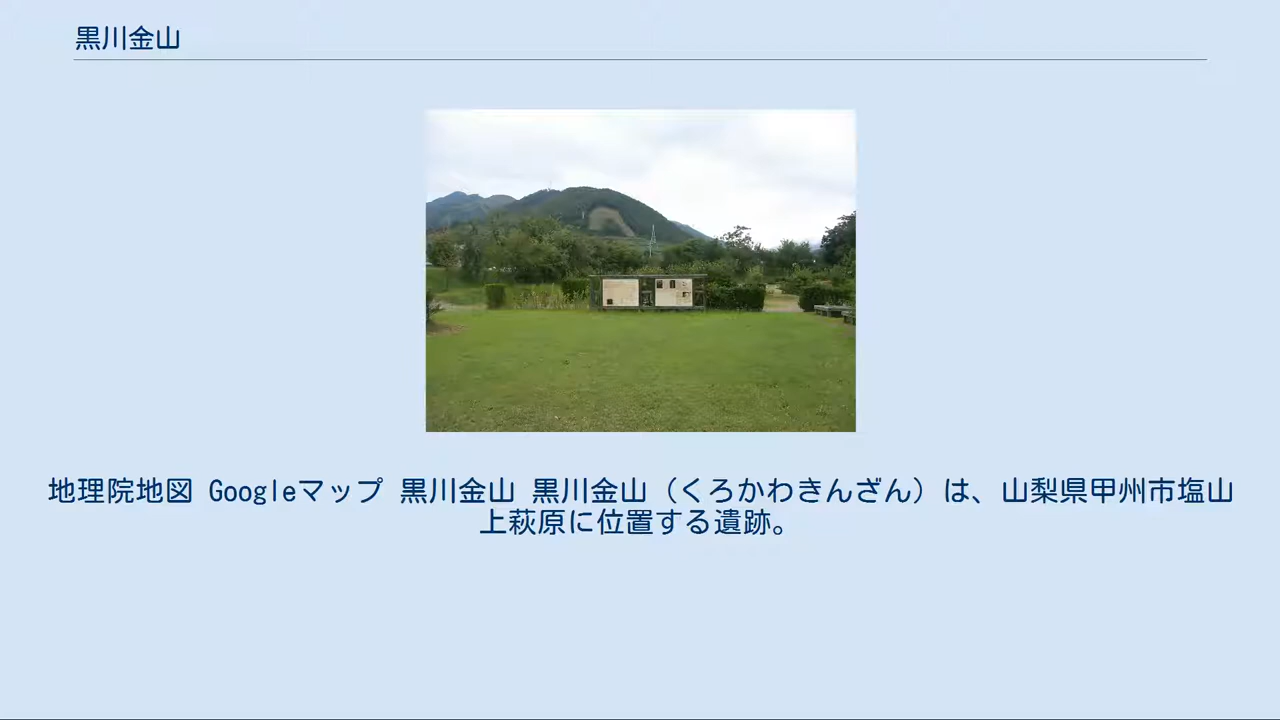 黒川金山
地理院地図 Googleマップ 黒川金山 黒川金山（くろかわきんざん）は、山梨県甲州市塩山
上萩原に位置する遺跡。